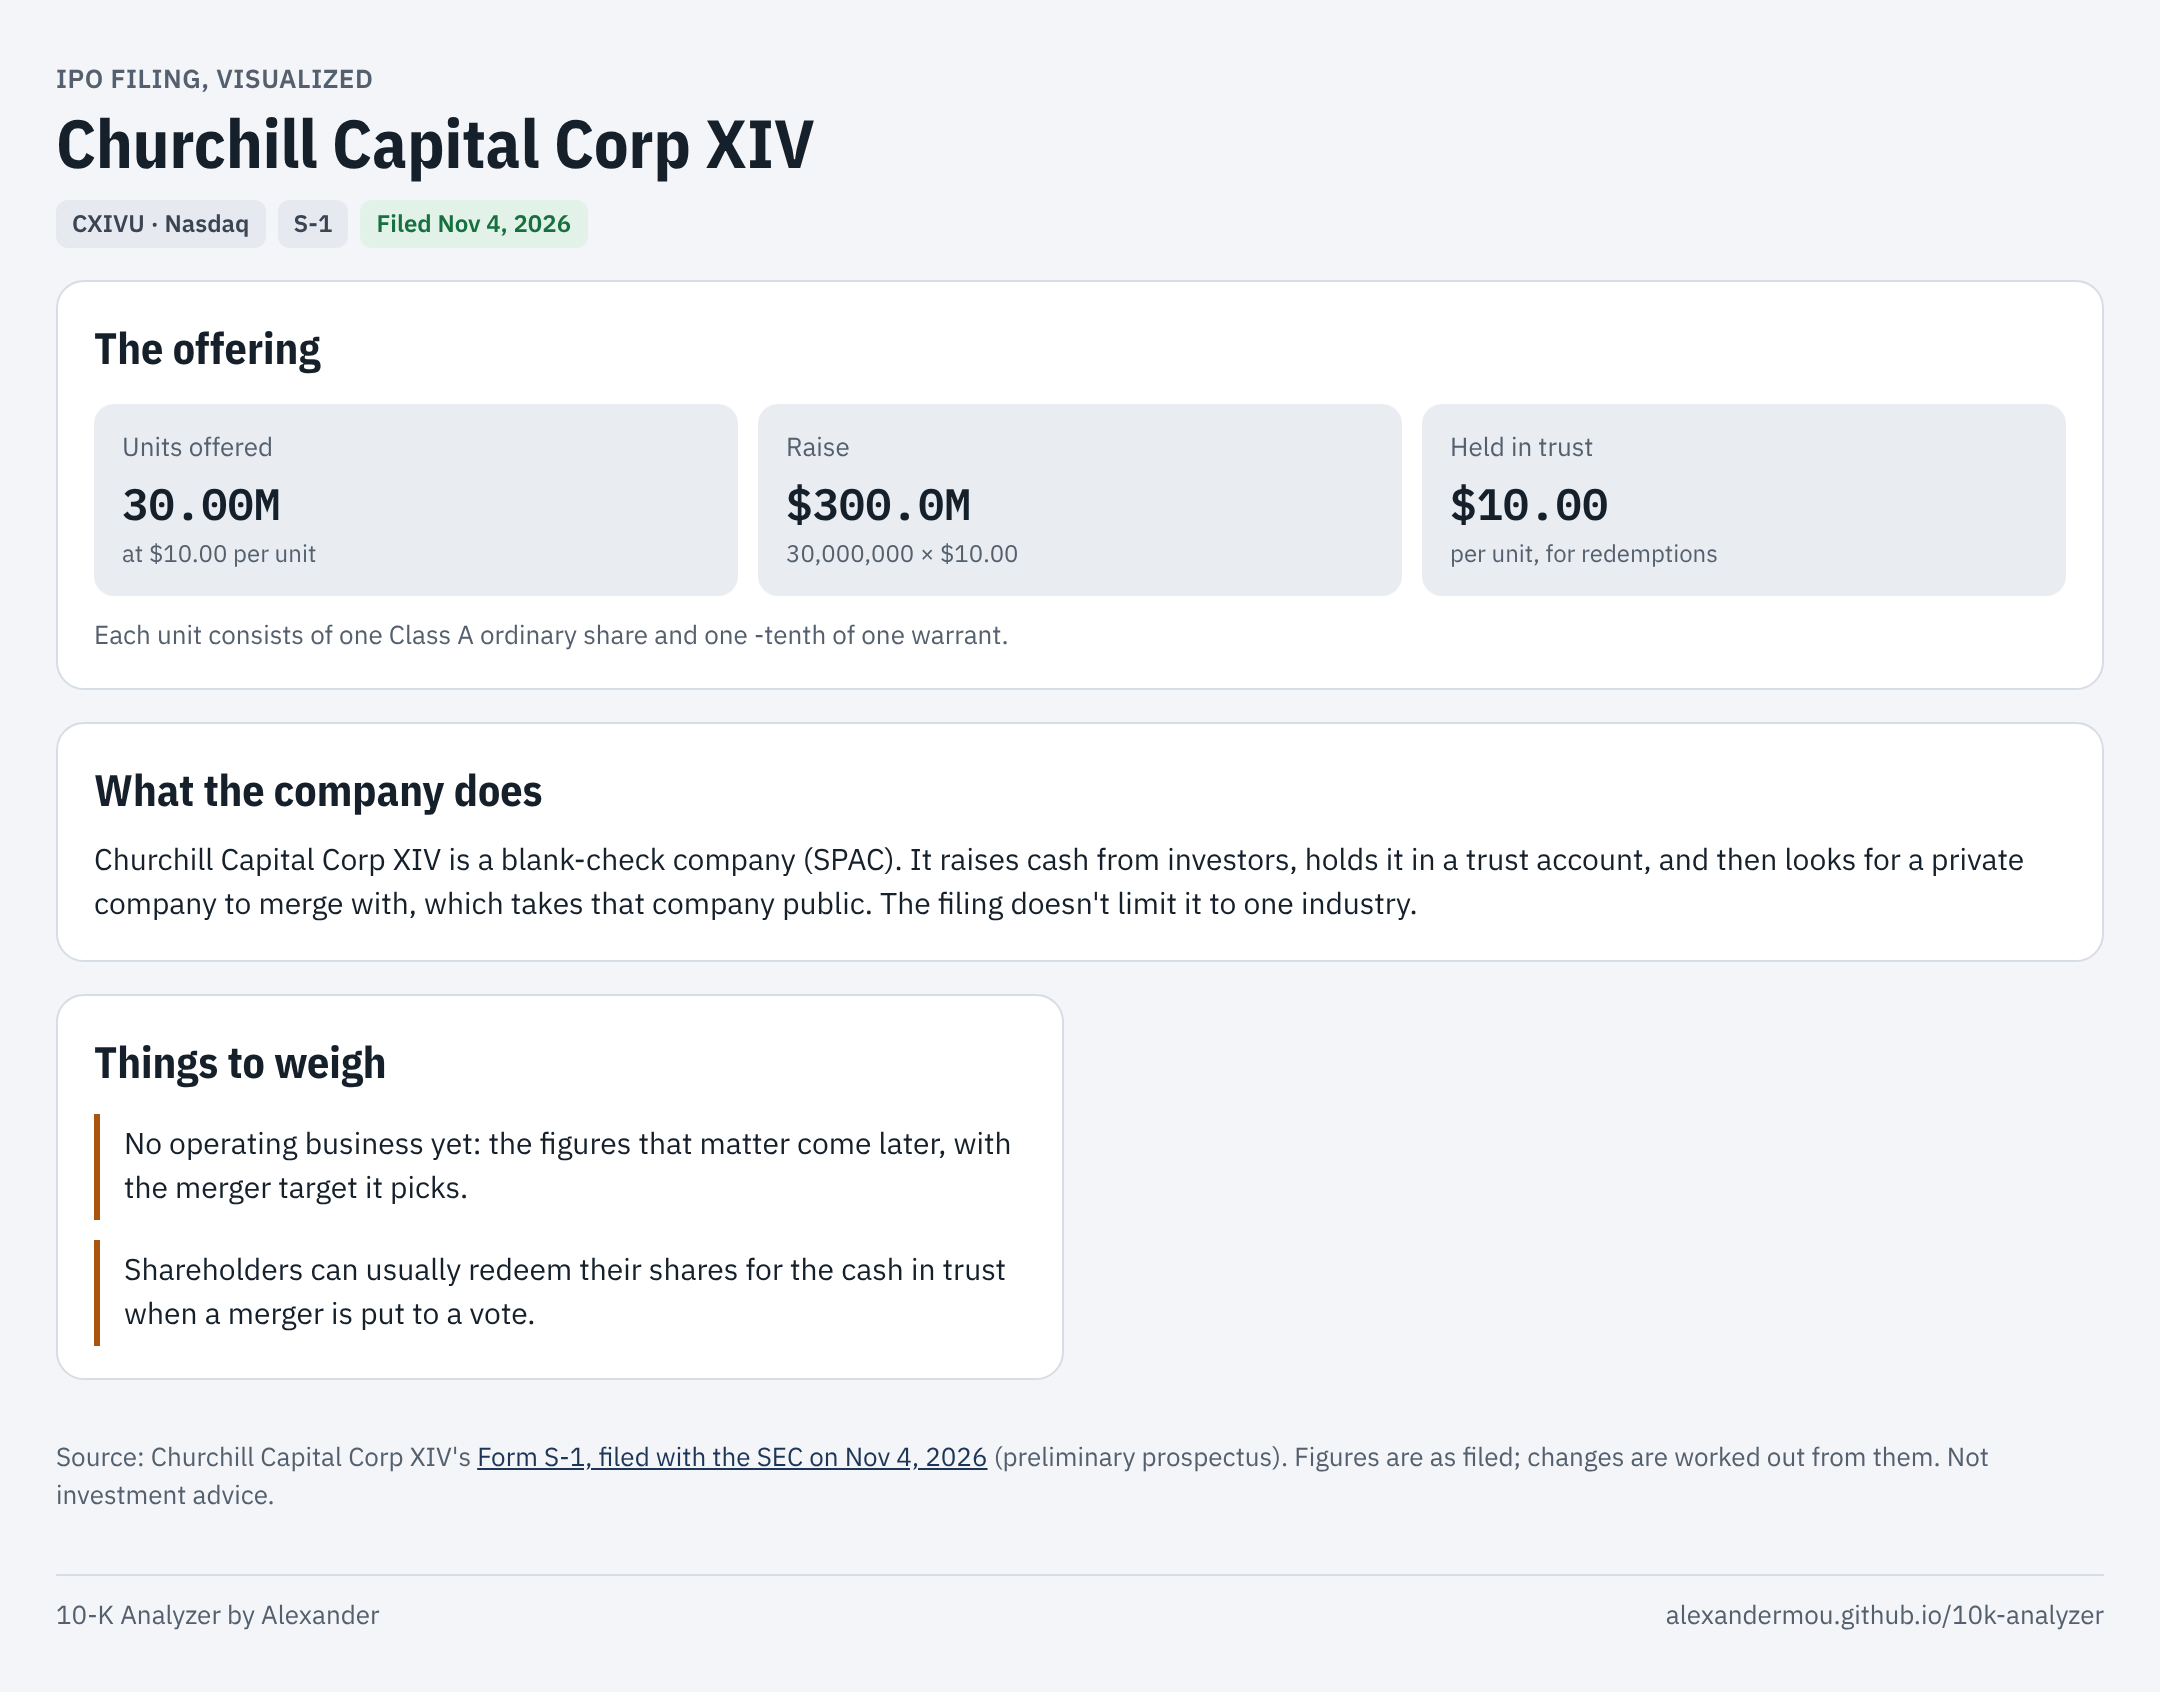 IPO FILING, VISUALIZED
Churchill Capital Corp XIV
CXIVU · Nasdaq S-1 Filed Nov 4, 2026
The offering
Units offered
30.00M
at $10.00 per unit
Raise
$300.0M
30,000,000 × $10.00
Held in trust
$10.00
per unit, for redemptions
Each unit consists of one Class A ordinary share and one -tenth of one warrant.
What the company does
Churchill Capital Corp XIV is a blank-check company (SPAC). It raises cash from investors, holds it in a trust account, and then looks for a private
company to merge with, which takes that company public. The filing doesn't limit it to one industry.
Things to weigh
No operating business yet: the figures that matter come later, with
the merger target it picks.
Shareholders can usually redeem their shares for the cash in trust
when a merger is put to a vote.
Source: Churchill Capital Corp XIV's Form S-1, filed with the SEC on Nov 4, 2026 (preliminary prospectus). Figures are as filed; changes are worked out from them. Not
investment advice.
10-K Analyzer by Alexander
alexandermou.github.io/10k-analyzer